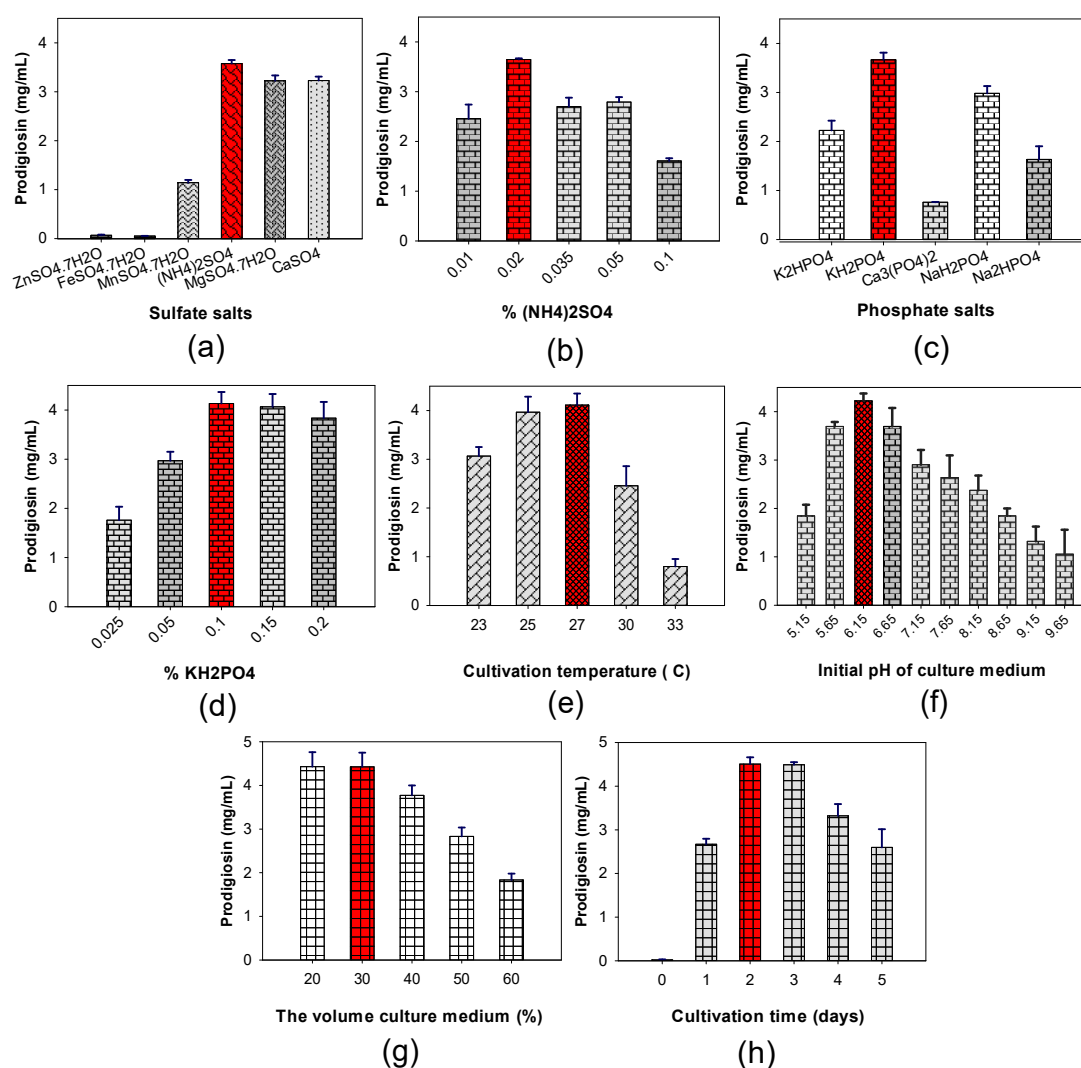 Prodigiosin (mg/mL)
4
3
2
1
0
ZnSO4.7H2O
FeSO4.7H2O
MnSO4.7H2O
(NH4)2SO4
MgSO4.7H2O
CaSO4
Sulfate salts
(a)
Prodigiosin (mg/mL)
4
3
2
1
0
0.01
0.02
0.035
0.05
0.1
% (NH4)2SO4
(b)
Prodigiosin (mg/mL)
4
3
2
1
0
K2HPO4
KH2PO4
Ca3(PO4)2
NaH2PO4
Na2HPO4
Phosphate salts
(c)
Prodigiosin (mg/mL)
4
3
2
1
0
0.025
0.05
0.1
0.15
0.2
% KH2PO4
(d)
Prodigiosin (mg/mL)
4
3
2
1
0
23 25 27 30 33
Cultivation temperature ( C)
(e)
Prodigiosin (mg/mL)
4
3
2
1
0
5.15
5.65
6.15
6.65
7.15
7.65
8.15
8.65
9.15
9.65
Initial pH of culture medium
(f)
Prodigiosin (mg/mL)
5
4
3
2
1
0
20 30 40 50 60
The volume culture medium (%)
(g)
Prodigiosin (mg/mL)
5
4
3
2
1
0
0 1 2 3 4 5
Cultivation time (days)
(h)